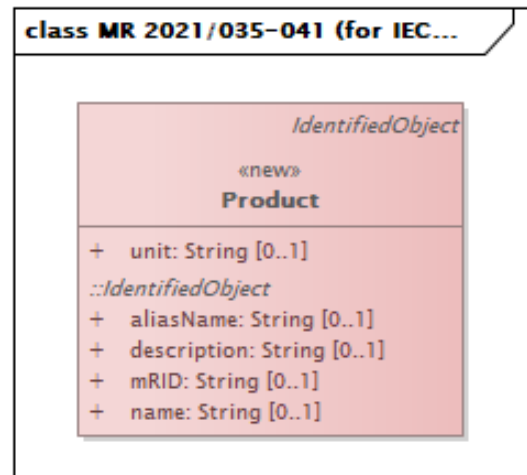 class MR 2021/035-041 (for IEC...
IdentifiedObject
«new»
Product
+ unit: String [0..1]
::IdentifiedObject
+ aliasName: String [0..1]
+ description: String [0..1]
+ mRID: String [0..1]
+ name: String [0..1]